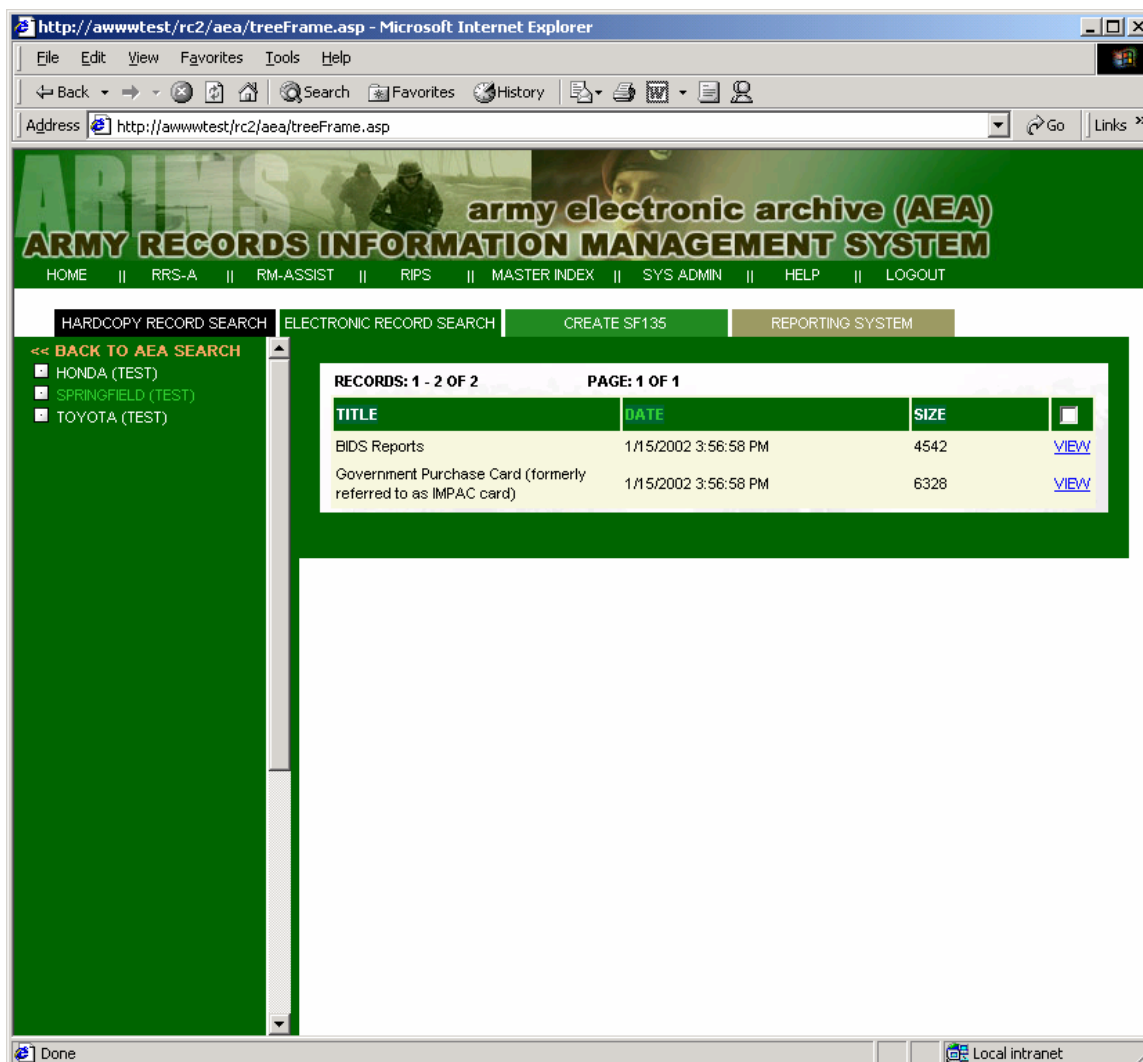 http://awwwtest/rc2/aea/treeFrame.asp - Microsoft Internet Explorer
File Edit View Favorites Tools Help
Back Search Favorites History
Address http://awwwtest/rc2/aea/treeFrame.asp Go Links »
ARIMS
army electronic archive (AEA)
ARMY RECORDS INFORMATION MANAGEMENT SYSTEM
HOME || RRS-A || RM-ASSIST || RIPS || MASTER INDEX || SYS ADMIN || HELP || LOGOUT
HARDCOPY RECORD SEARCH ELECTRONIC RECORD SEARCH CREATE SF135 REPORTING SYSTEM
<< BACK TO AEA SEARCH
HONDA (TEST)
SPRINGFIELD (TEST)
TOYOTA (TEST)
RECORDS: 1 - 2 OF 2 PAGE: 1 OF 1
TITLE DATE SIZE
BIDS Reports 1/15/2002 3:56:58 PM 4542 VIEW
Government Purchase Card (formerly
referred to as IMPAC card) 1/15/2002 3:56:58 PM 6328 VIEW
Done Local intranet